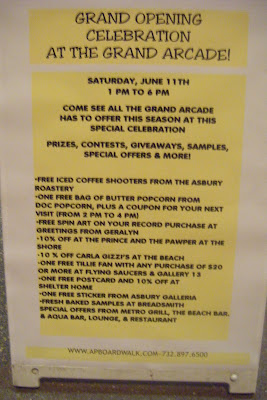 GRAND OPENING
CELEBRATION
AT THE GRAND ARCADE!
SATURDAY, JUNE 11TH
1 PM TO 6 PM
COME SEE ALL THE GRAND ARCADE
HAS TO OFFER THIS SEASON AT THIS
SPECIAL CELEBRATION
PRIZES, CONTESTS, GIVEAWAYS, SAMPLES,
SPECIAL OFFERS & MORE!
•FREE ICED COFFEE SHOOTERS FROM THE ASBURY
ROASTERY
•ONE FREE BAG OF BUTTER POPCORN FROM
DOC POPCORN, PLUS A COUPON FOR YOUR NEXT
VISIT (FROM 2 PM TO 4 PM)
•FREE SPIN ART ON YOUR RECORD PURCHASE AT
GREETINGS FROM GERALYN
•10% OFF AT THE PRINCE AND THE PAWPER AT THE
SHORE
•10 % OFF CARLA GIZZI'S AT THE BEACH
•ONE FREE TILLIE FAN WITH ANY PURCHASE OF $20
OR MORE AT FLYING SAUCERS & GALLERY 13
•ONE FREE POSTCARD AND 10% OFF AT
SHELTER HOME
•ONE FREE STICKER FROM ASBURY GALLERIA
•FRESH BAKED SAMPLES AT BREADSMITH
SPECIAL OFFERS FROM METRO GRILL, THE BEACH BAR,
& AQUA BAR, LOUNGE, & RESTAURANT
WWW.APBOARDWALK.COM•732.897.6500